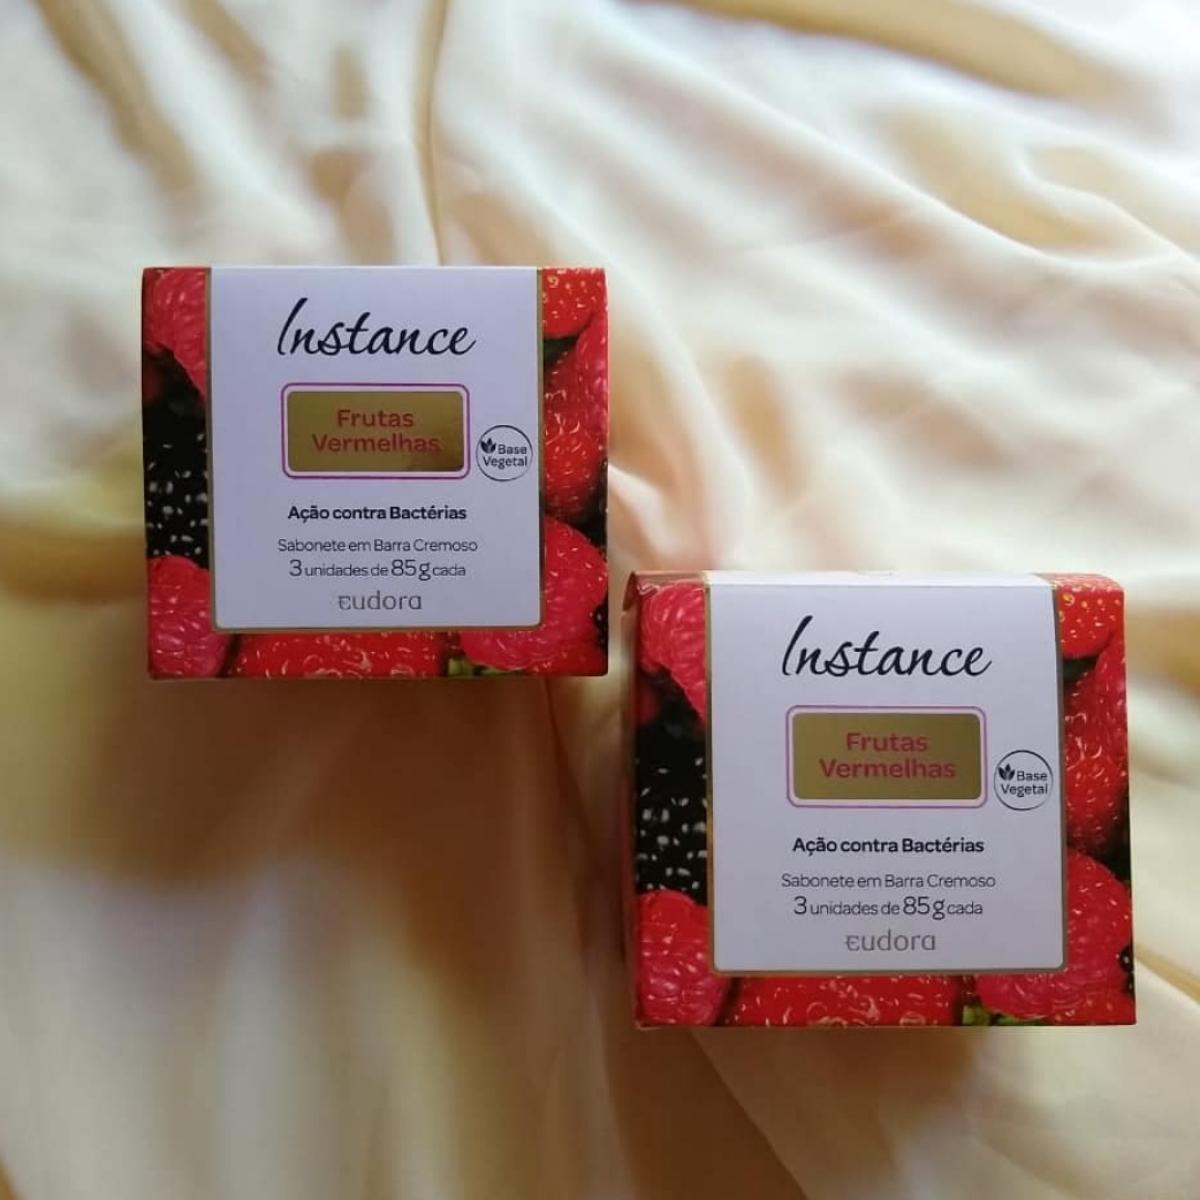 Instance
Frutas
Vermelhas
Base
Vegetal
Ação contra Bactérias
Sabonete em Barra Cremoso
3 unidades de 85g cada
eudora
Instance
Frutas
Vermelhas
Base
Vegetal
Ação contra Bactérias
Sabonete em Barra Cremoso
3 unidades de 85g cada
eudora